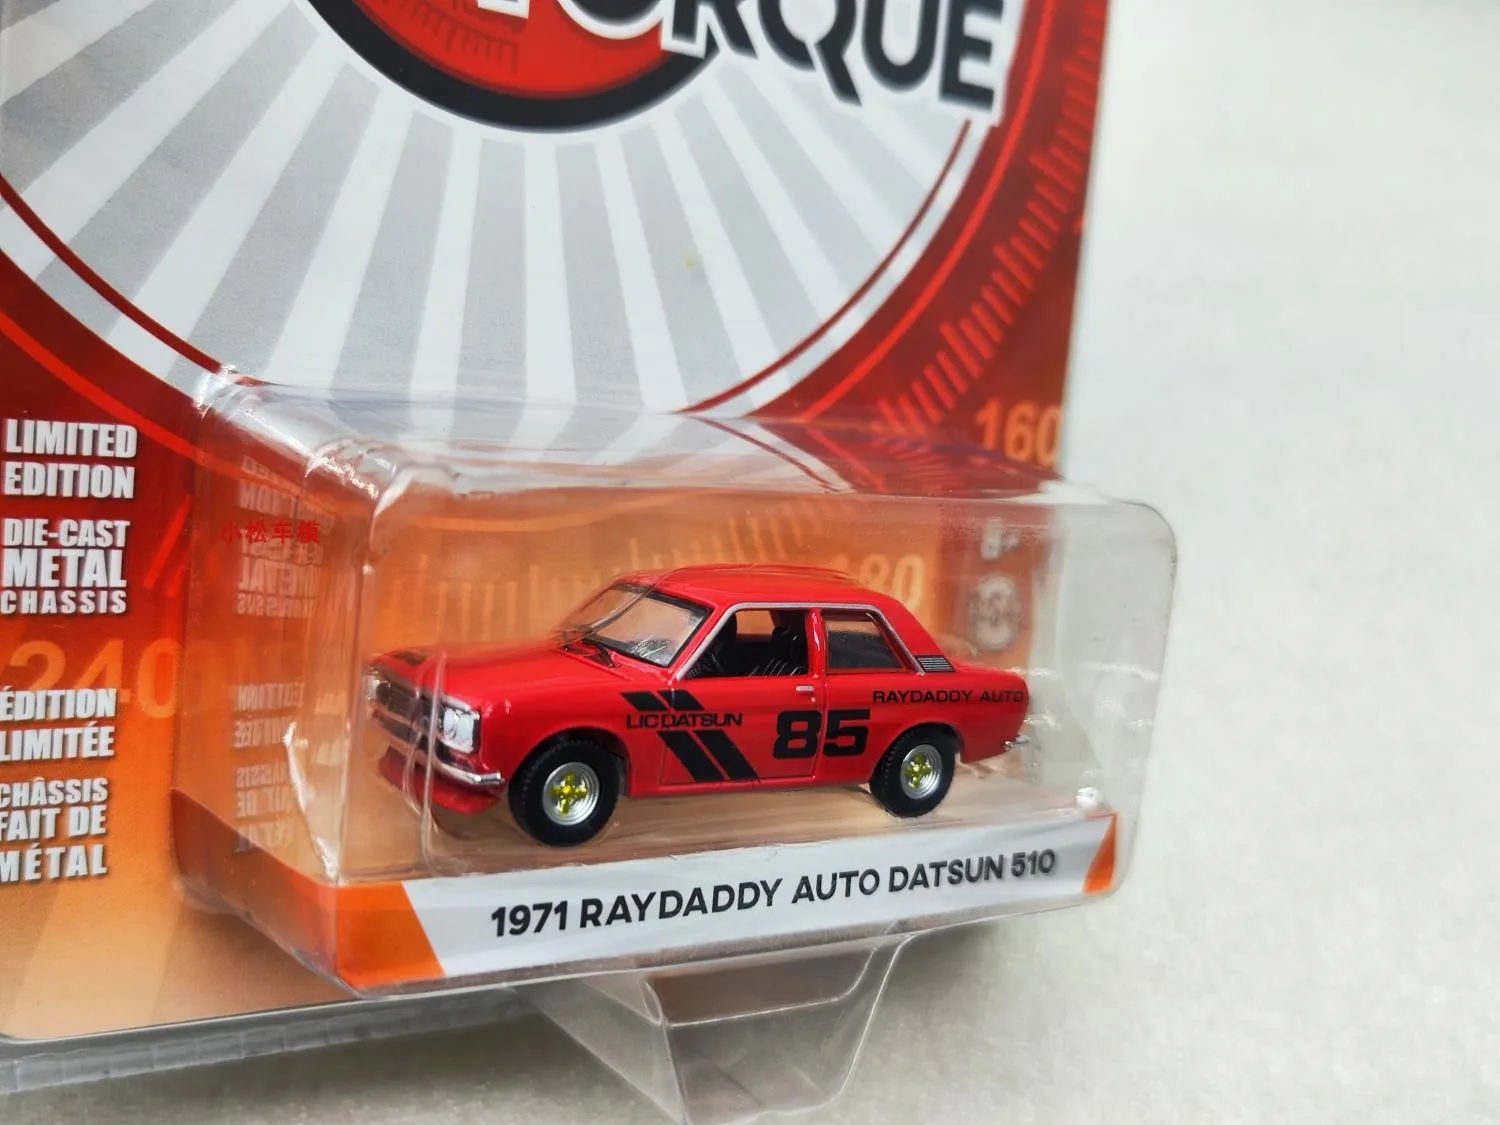 TORQUE
160
LIMITED
EDITION
DIE-CAST
METAL
CHASSIS
小松车模
180
240
ÉDITION
LIMITÉE
CHÂSSIS
FAIT DE
MÉTAL
LIC DATSUN
85
RAYDADDY AUTO
1971 RAYDADDY AUTO DATSUN 510